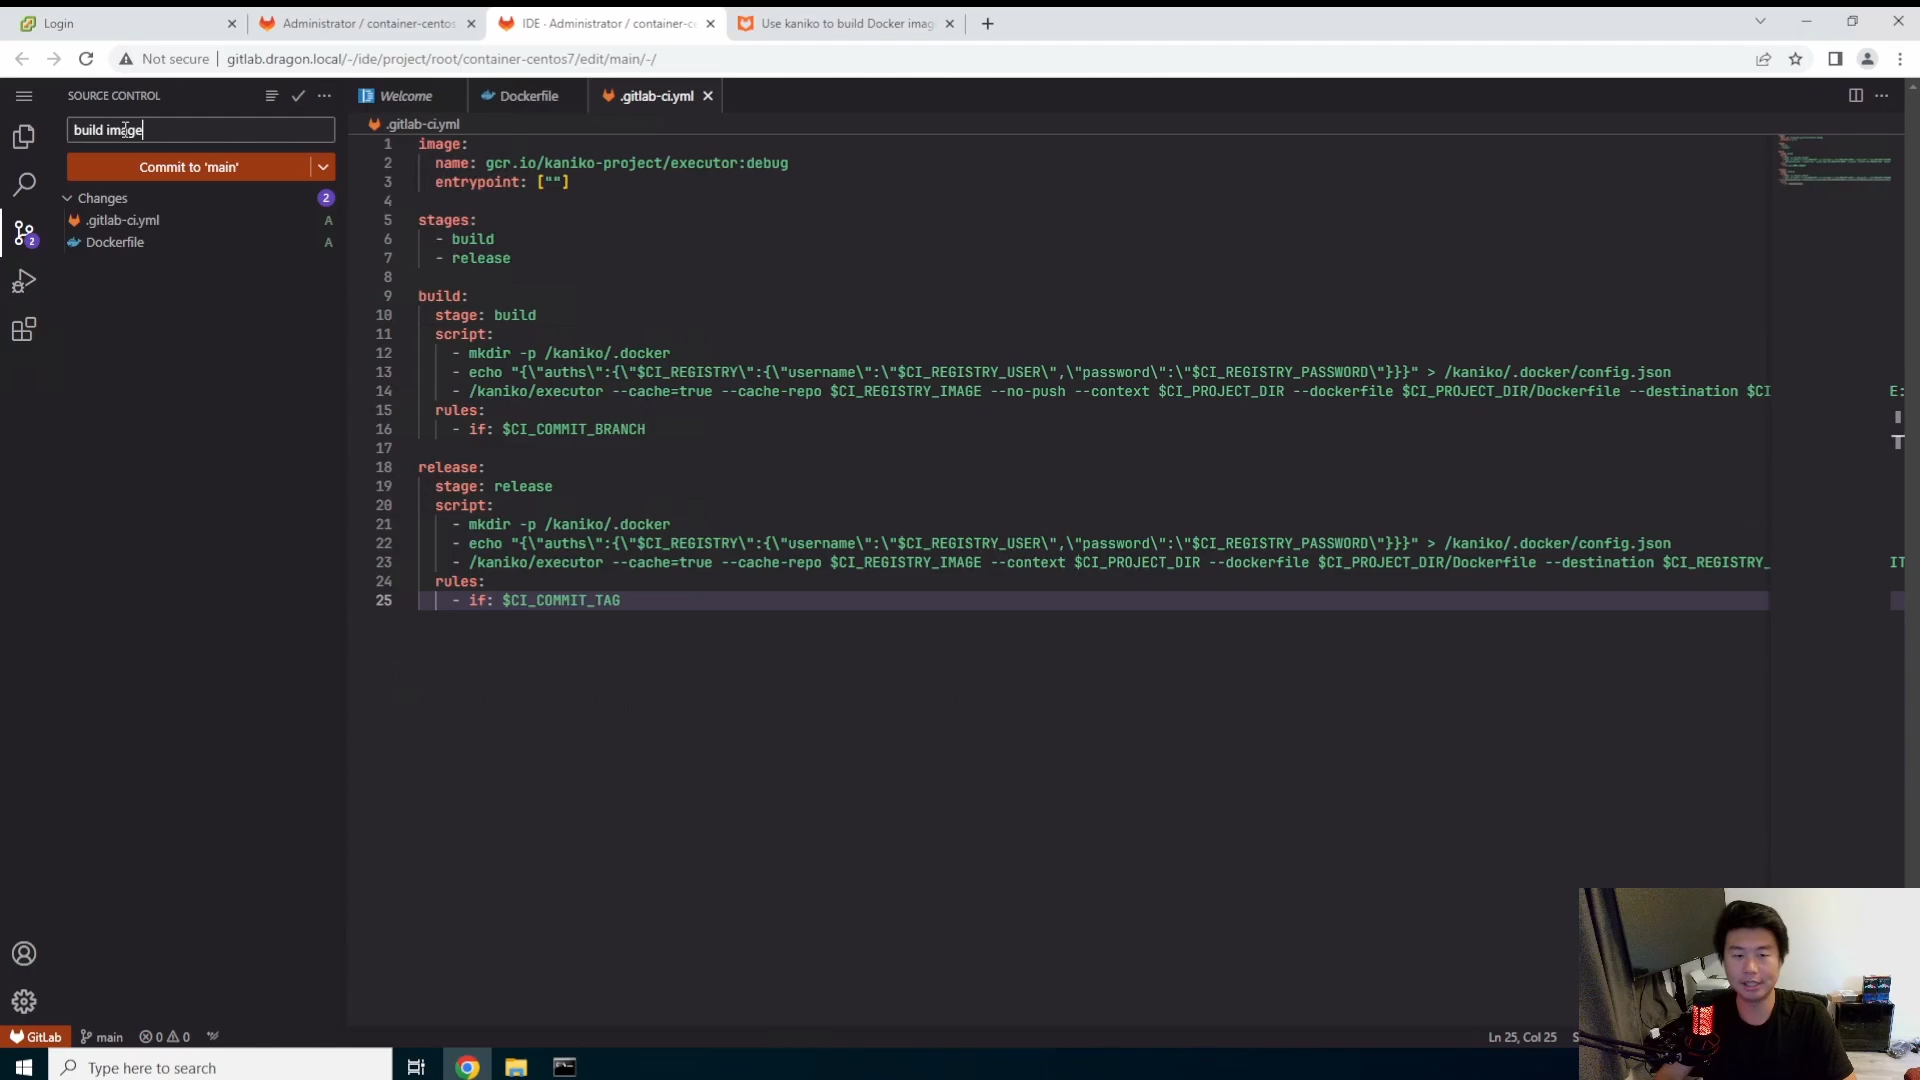 Login
Administrator / container-centos
IDE - Administrator / container-ce
Use kaniko to build Docker imag
Not secure
gitlab.dragon.local/-/ide/project/root/container-centos7/edit/main/-/
SOURCE CONTROL
build image
Commit to 'main'
Changes
2
.gitlab-ci.yml
A
Dockerfile
A
2
Welcome
Dockerfile
.gitlab-ci.yml
.gitlab-ci.yml
1 image:
2 name: gcr.io/kaniko-project/executor:debug
3 entrypoint: [""]
4
5 stages:
6 - build
7 - release
8
9 build:
10 stage: build
11 script:
12 - mkdir -p /kaniko/.docker
13 - echo "{\"auths\":{\"$CI_REGISTRY\":{\"username\":\"$CI_REGISTRY_USER\",\"password\":\"$CI_REGISTRY_PASSWORD\"}}}" > /kaniko/.docker/config.json
14 - /kaniko/executor --cache=true --cache-repo $CI_REGISTRY_IMAGE --no-push --context $CI_PROJECT_DIR --dockerfile $CI_PROJECT_DIR/Dockerfile --destination $CI
E:
15 rules:
16 - if: $CI_COMMIT_BRANCH
17
18 release:
19 stage: release
20 script:
21 - mkdir -p /kaniko/.docker
22 - echo "{\"auths\":{\"$CI_REGISTRY\":{\"username\":\"$CI_REGISTRY_USER\",\"password\":\"$CI_REGISTRY_PASSWORD\"}}}" > /kaniko/.docker/config.json
23 - /kaniko/executor --cache=true --cache-repo $CI_REGISTRY_IMAGE --context $CI_PROJECT_DIR --dockerfile $CI_PROJECT_DIR/Dockerfile --destination $CI_REGISTRY_
IT
24 rules:
25 - if: $CI_COMMIT_TAG
GitLab
main
0
0
Ln 25, Col 25
S
Type here to search